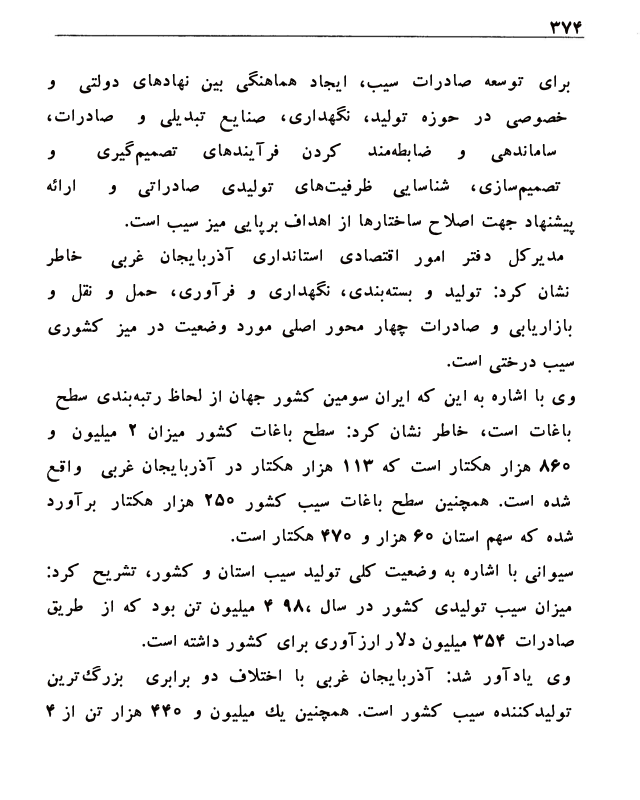 ۳۷۴
برای توسعه صادرات سیب، ایجاد هماهنگی بین نهادهای دولتی و
خصوصی در حوزه تولید، نگهداری، صنایع تبدیلی و صادرات،
ساماندهی و ضابطه‌مند کردن فرآیندهای تصمیم‌گیری و
تصمیم‌سازی، شناسایی ظرفیت‌های تولیدی صادراتی و ارائه
پیشنهاد جهت اصلاح ساختارها از اهداف برپایی میز سیب است.
مدیرکل دفتر امور اقتصادی استانداری آذربایجان غربی خاطر
نشان کرد: تولید و بسته‌بندی، نگهداری و فرآوری، حمل و نقل و
بازاریابی و صادرات چهار محور اصلی مورد وضعیت در میز کشوری
سیب درختی است.
وی با اشاره به این که ایران سومین کشور جهان از لحاظ رتبه‌بندی سطح
باغات است، خاطر نشان کرد: سطح باغات کشور میزان ۲ میلیون و
۸۶۰ هزار هکتار است که ۱۱۳ هزار هکتار در آذربایجان غربی واقع
شده است. همچنین سطح باغات سیب کشور ۲۵۰ هزار هکتار برآورد
شده که سهم استان ۶۰ هزار و ۴۷۰ هکتار است.
سیوانی با اشاره به وضعیت کلی تولید سیب استان و کشور، تشریح کرد:
میزان سیب تولیدی کشور در سال ۹۸، ۴ میلیون تن بود که از طریق
صادرات ۳۵۴ میلیون دلار ارزآوری برای کشور داشته است.
وی یادآور شد: آذربایجان غربی با اختلاف دو برابری بزرگ‌ترین
تولیدکننده سیب کشور است. همچنین یك میلیون و ۴۴۰ هزار تن از ۴